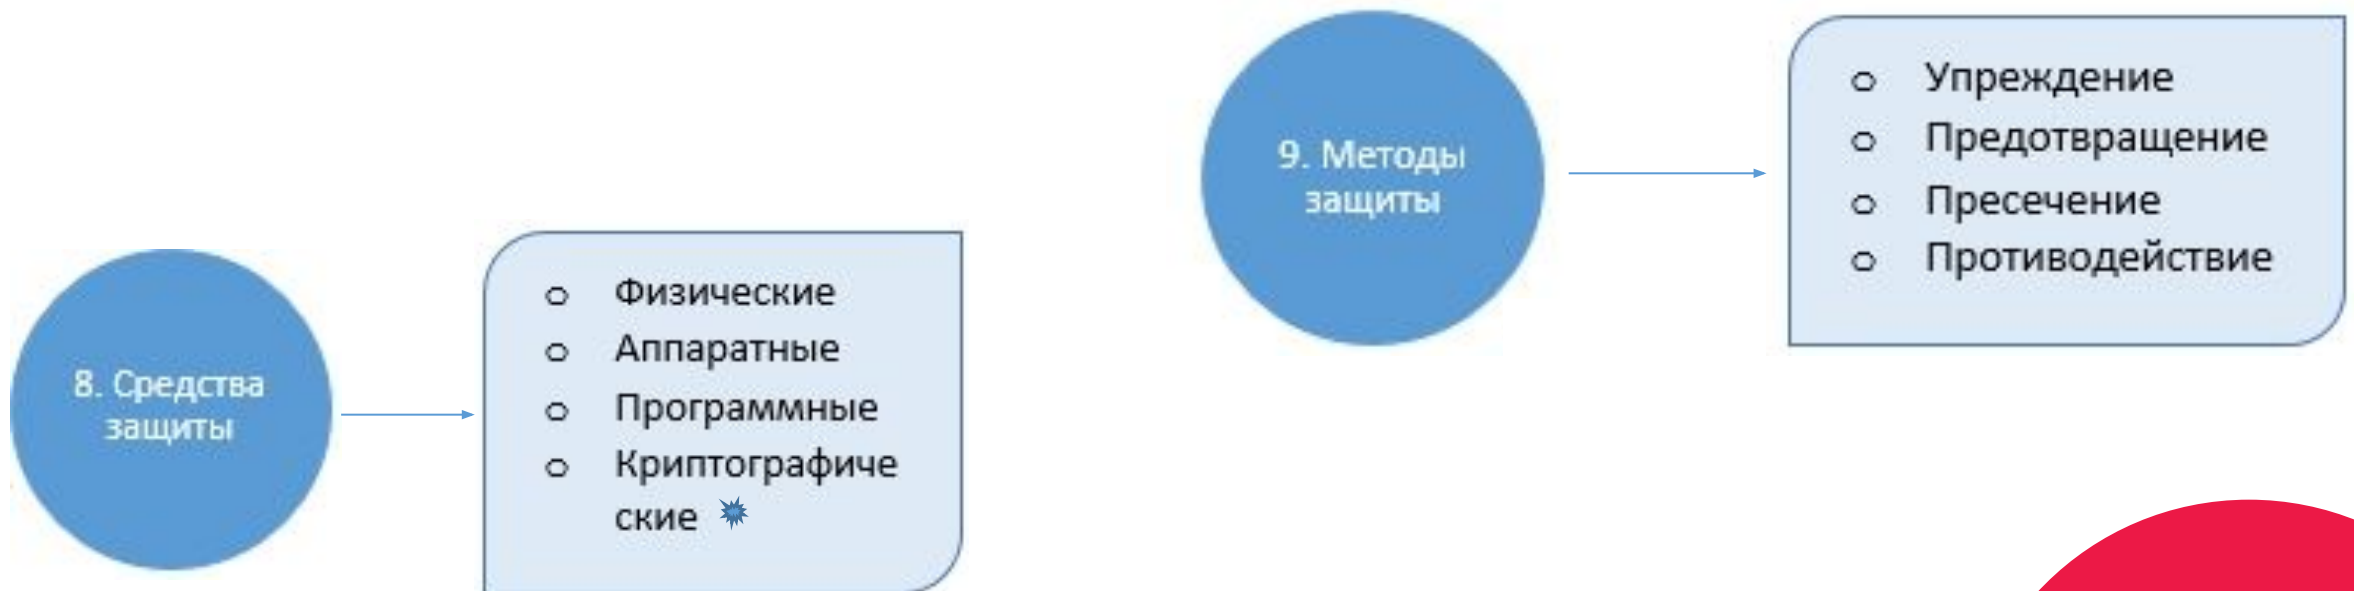 8. Средства
защиты
Физические
Аппаратные
Программные
Криптографиче
ские
9. Методы
защиты
Упреждение
Предотвращение
Пресечение
Противодействие